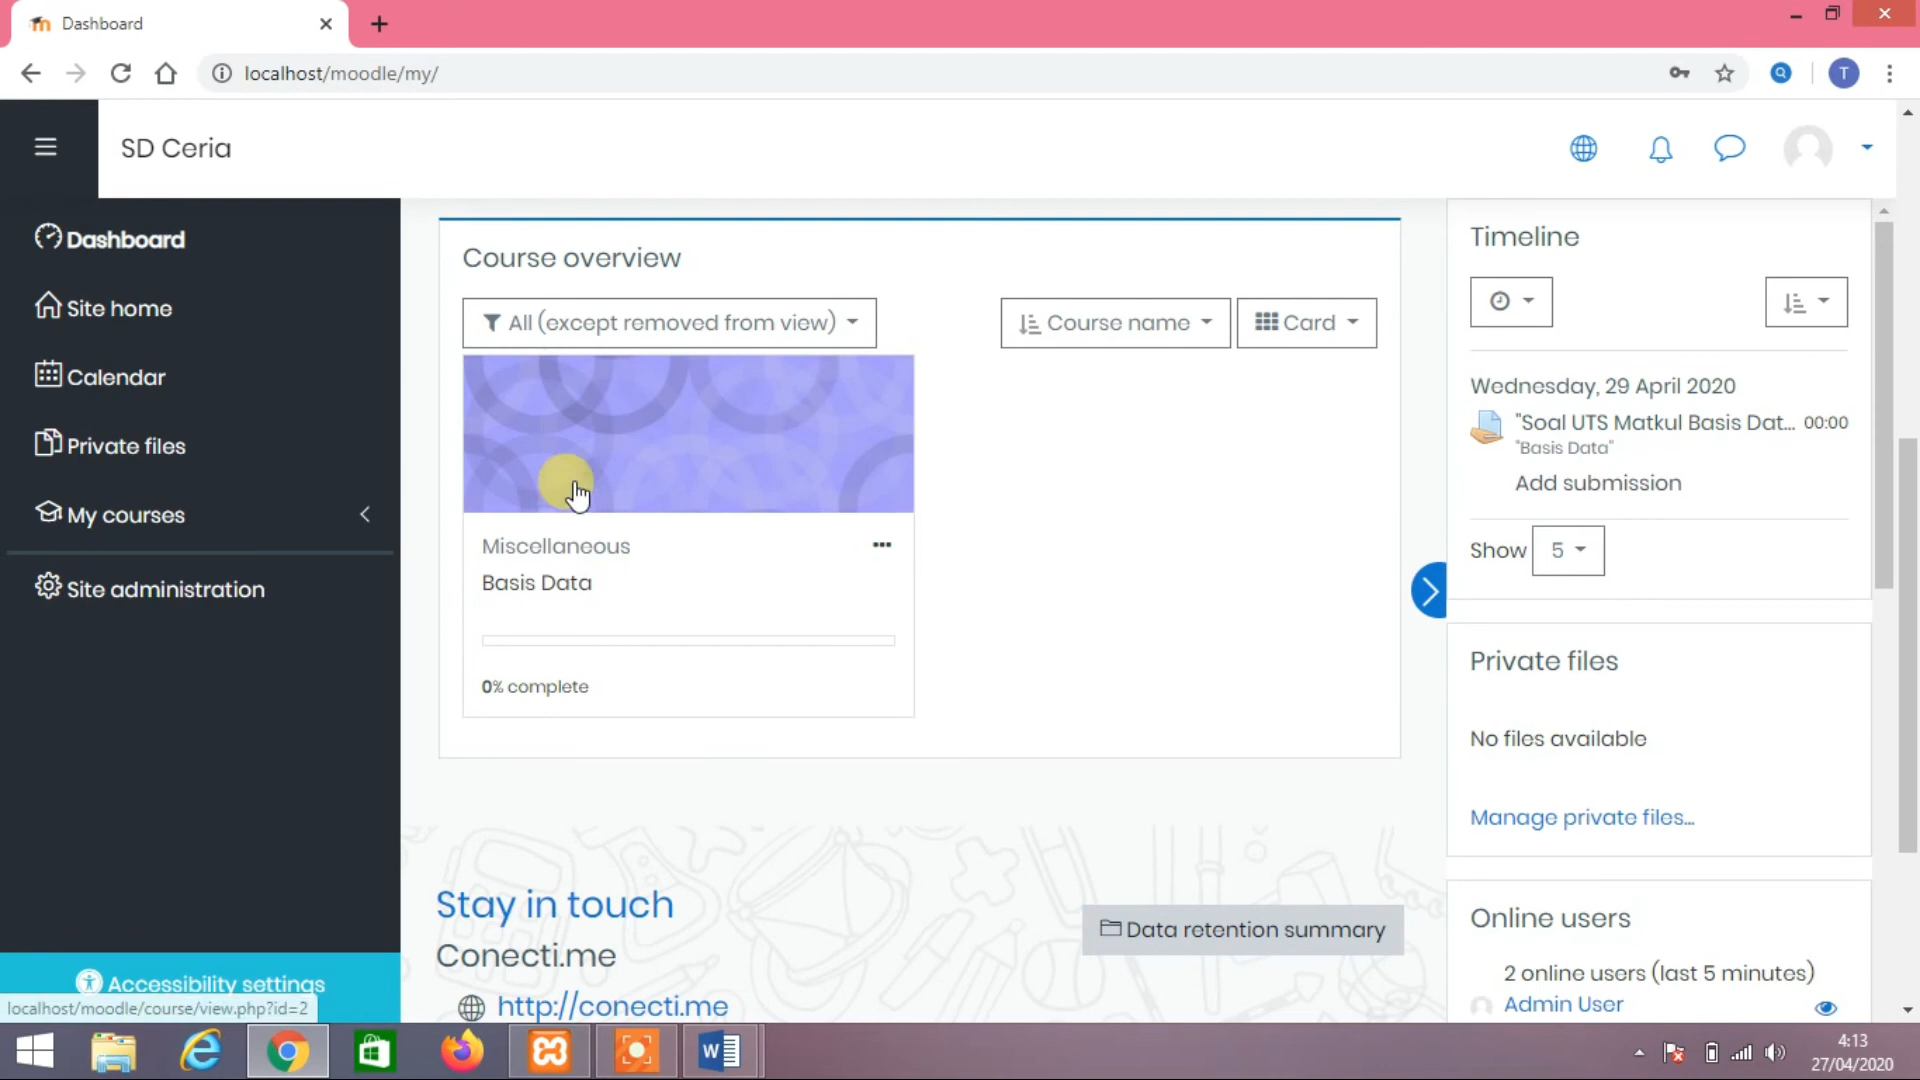 Dashboard
localhost/moodle/my/
T
SD Ceria
Dashboard
Site home
Calendar
Private files
My courses
Site administration
Accessibility settings
localhost/moodle/course/view.php?id=2
Course overview
All (except removed from view)
Course name
Card
Miscellaneous
Basis Data
0% complete
Stay in touch
Conecti.me
http://conecti.me
Data retention summary
Timeline
Wednesday, 29 April 2020
"Soal UTS Matkul Basis Dat... 00:00
"Basis Data"
Add submission
Show 5
Private files
No files available
Manage private files...
Online users
2 online users (last 5 minutes)
Admin User
4:13
27/04/2020